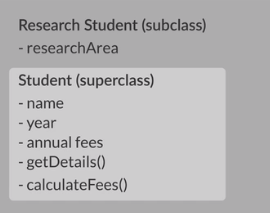 Research Student (subclass)
- researchArea
Student (superclass)
- name
- year
- annual fees
- getDetails()
- calculateFees()